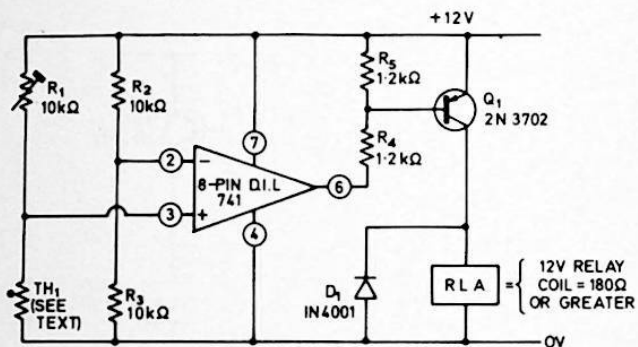 +12V
R1
10kΩ
R2
10kΩ
R5
1·2kΩ
Q1
2N 3702
R4
1·2kΩ
7
2
−
8-PIN D.I.L
741
6
3
+
4
TH1
(SEE
TEXT)
R3
10kΩ
D1
IN4001
RLA
=
12V RELAY
COIL = 180Ω
OR GREATER
0V